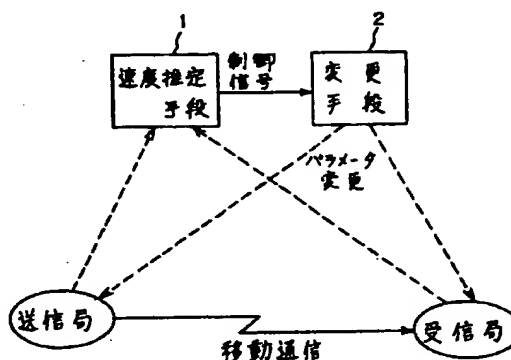 1
2
速度推定
手段
制御
信号
変更
手段
パラメータ
変更
送信局
受信局
移動通信